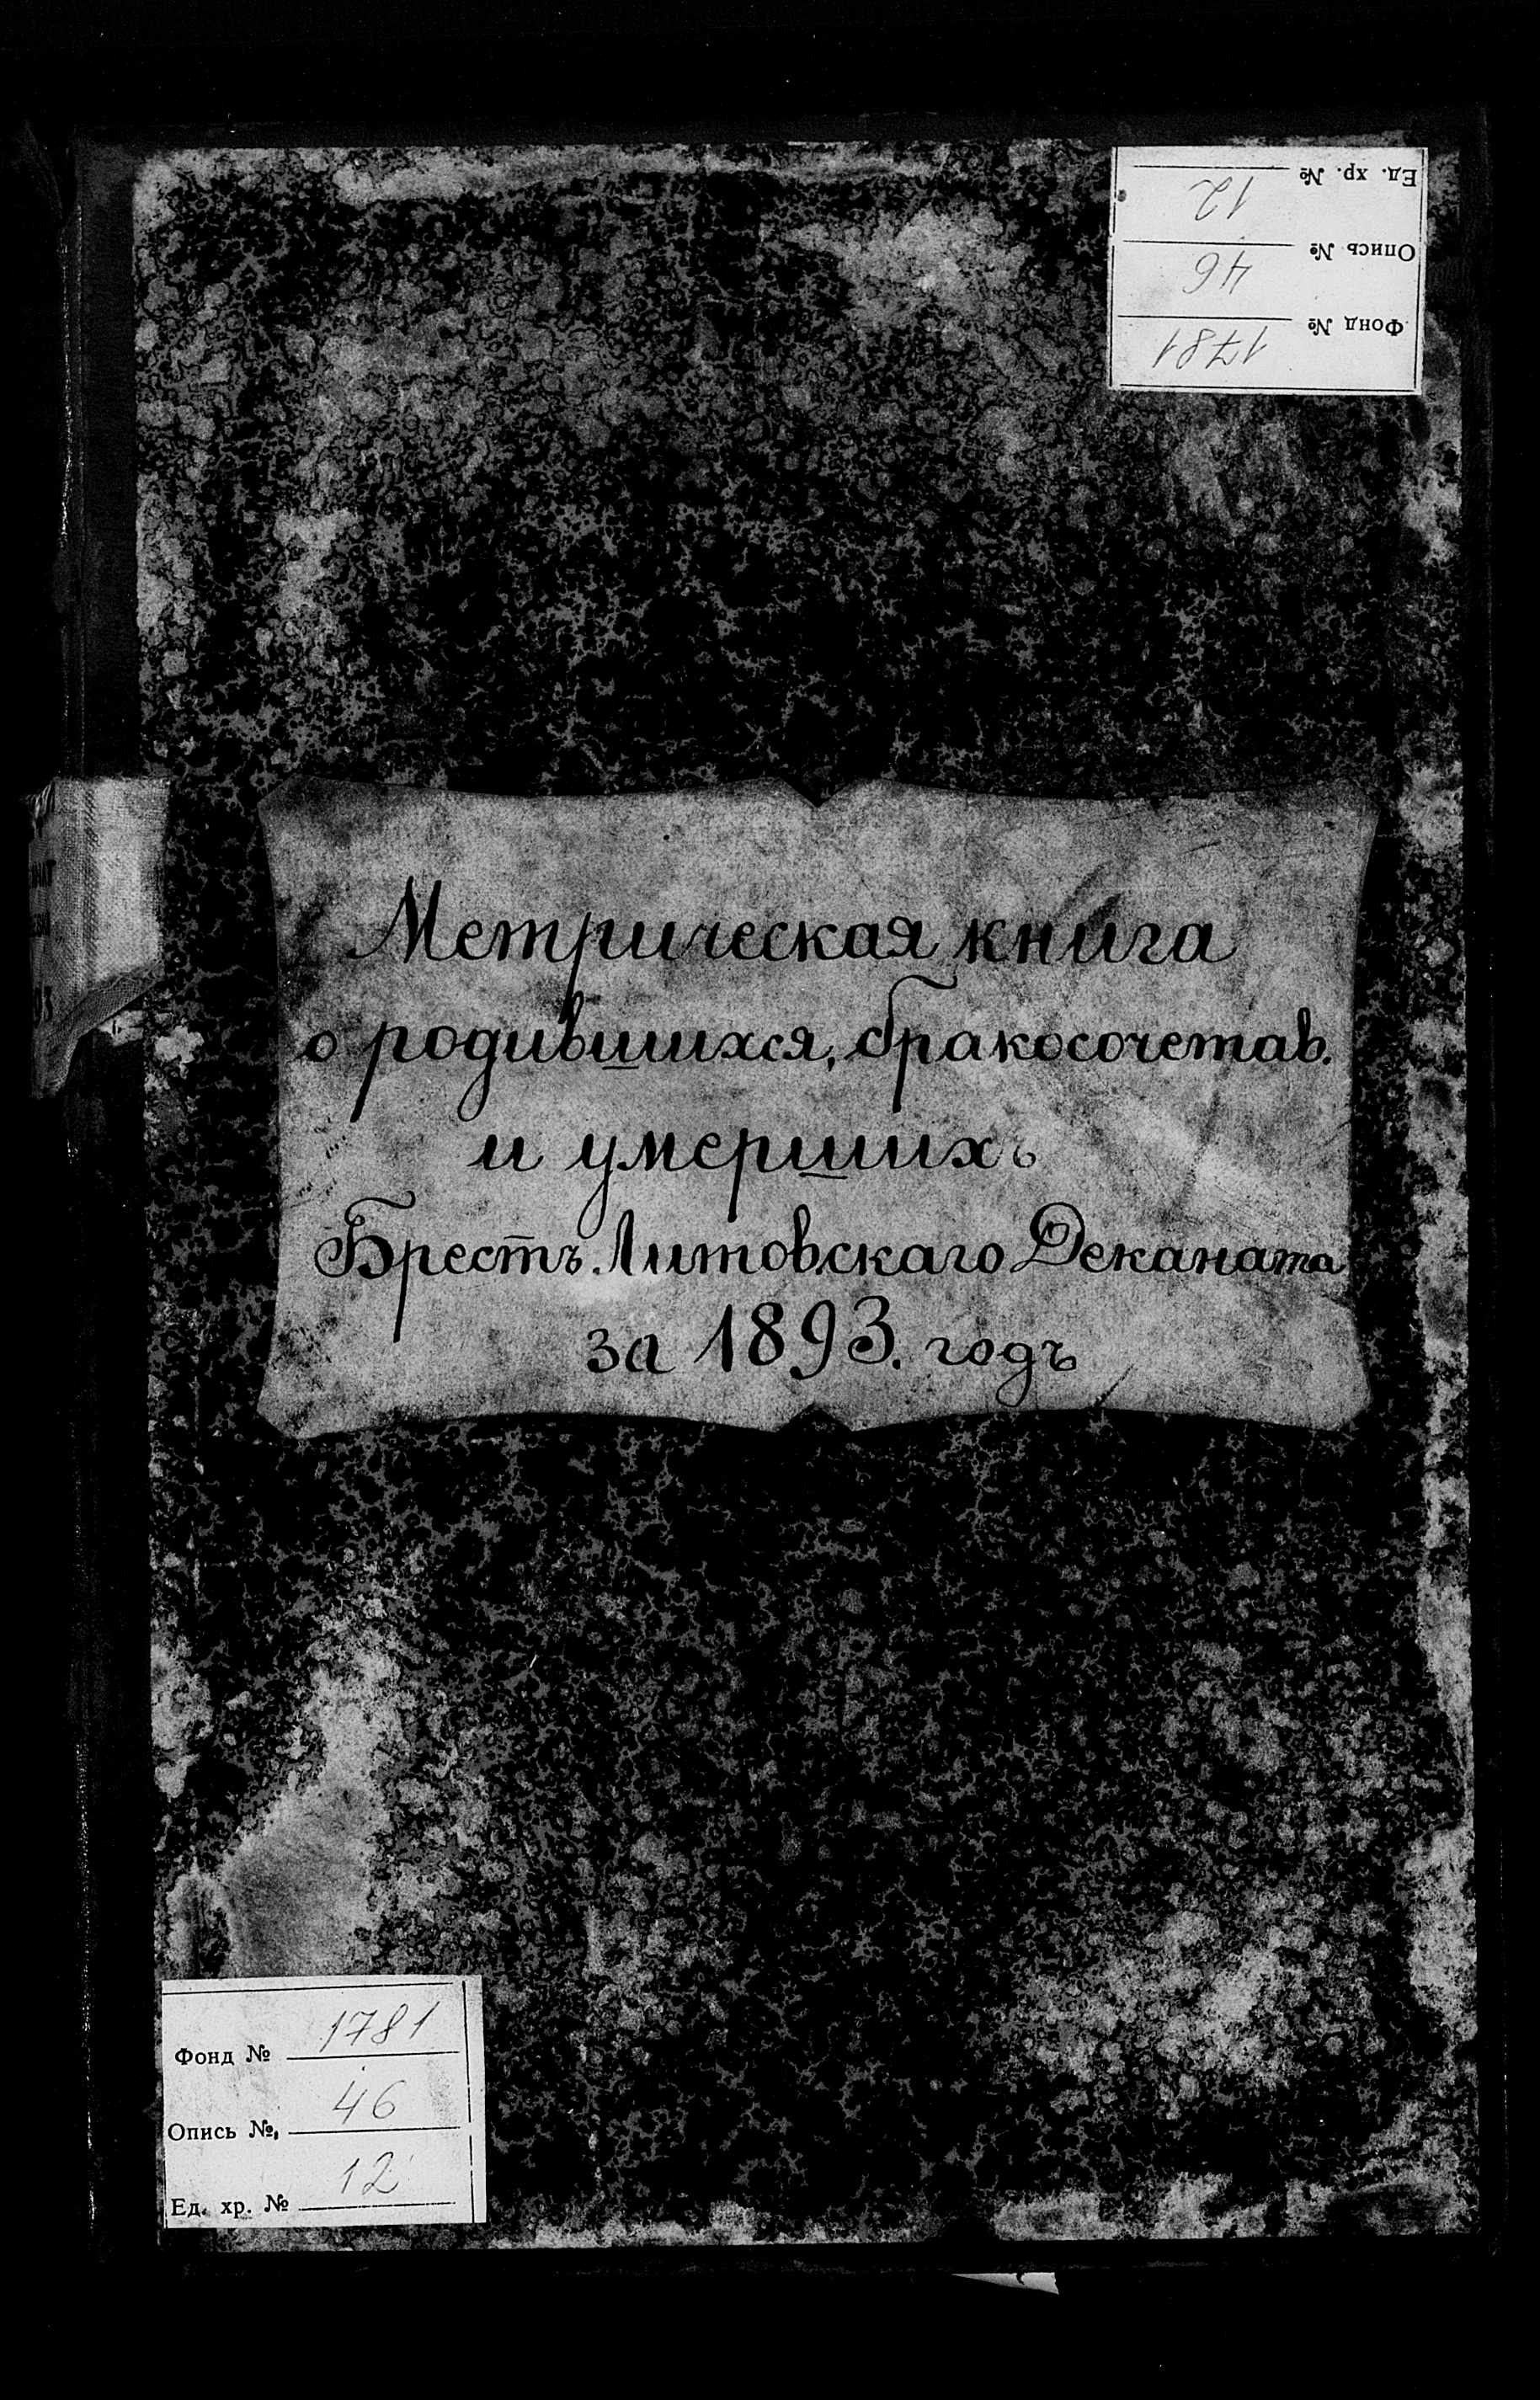 Ед. хр. № 12
Опись № 46
Фонд № 1781
Метрическая книга
о родившихся, бракосочетав.
и умершихъ
Брестъ.Литовскаго Деканата
за 1893. годъ
Фонд № 1781
Опись № 46
Ед. хр. № 12